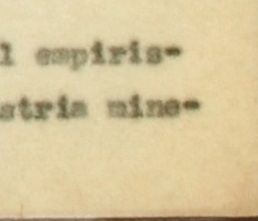 l empiris-
stria mine-